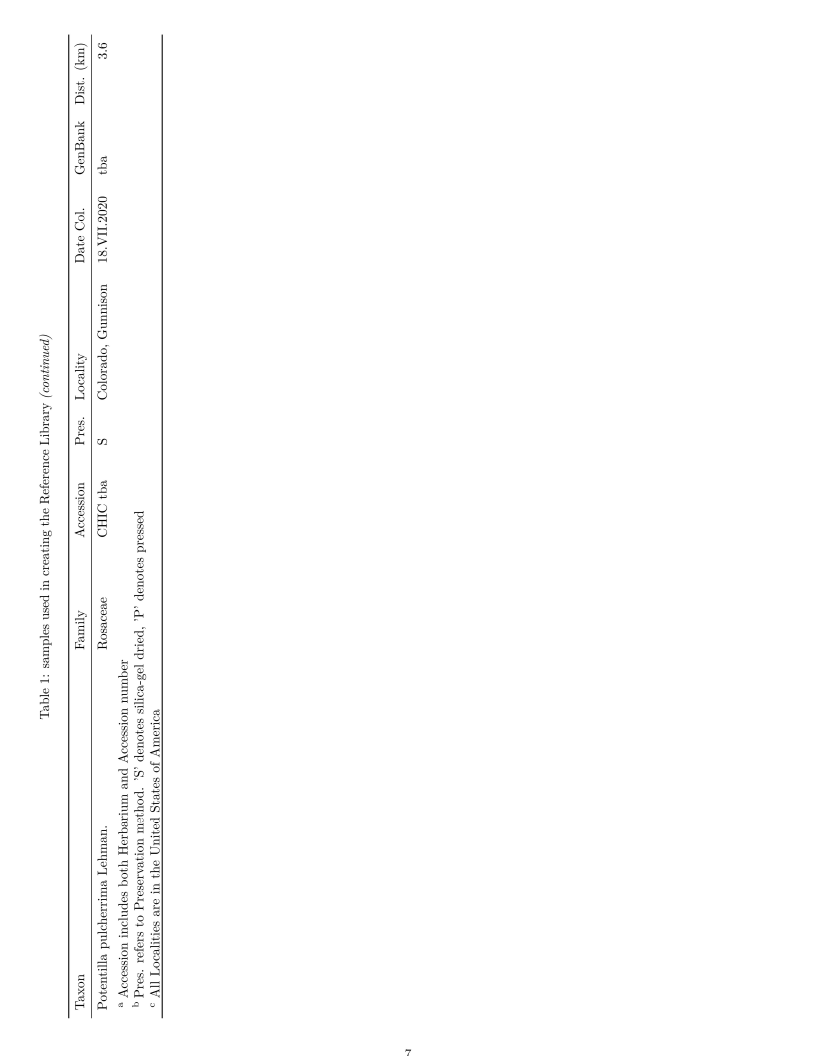 Table 1: samples used in creating the Reference Library (continued)
Taxon Family Accession Pres. Locality Date Col. GenBank Dist. (km)
Potentilla pulcherrima Lehman. Rosaceae CHIC tba S Colorado, Gunnison 18.VII.2020 tba 3.6
a Accession includes both Herbarium and Accession number
b Pres. refers to Preservation method. 'S' denotes silica-gel dried, 'P' denotes pressed
c All Localities are in the United States of America
7